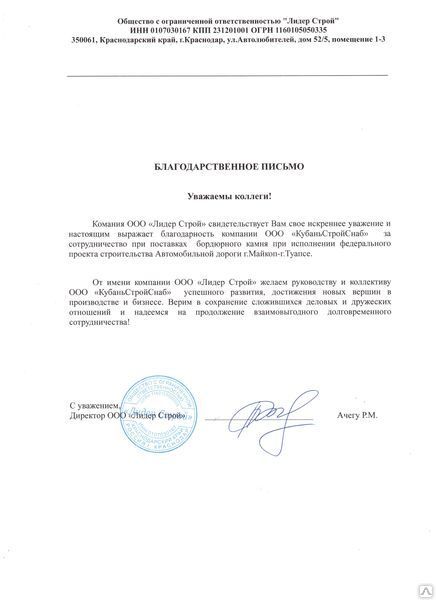 Общество с ограниченной ответственностью "Лидер Строй"
ИНН 0107030167 КПП 231201001 ОГРН 1160105050335
350061, Краснодарский край, г.Краснодар, ул.Автолюбителей, дом 52/5, помещение 1-3
БЛАГОДАРСТВЕННОЕ ПИСЬМО
Уважаемы коллеги!
Комания ООО «Лидер Строй» свидетельствует Вам свое искреннее уважение и
настоящим выражает благодарность компании ООО «КубаньСтройСнаб» за
сотрудничество при поставках бордюрного камня при исполнении федерального
проекта строительства Автомобильной дороги г.Майкоп-г.Туапсе.
От имени компании ООО «Лидер Строй» желаем руководству и коллективу
ООО «КубаньСтройСнаб» успешного развития, достижения новых вершин в
производстве и бизнесе. Верим в сохранение сложившихся деловых и дружеских
отношений и надеемся на продолжение взаимовыгодного долговременного
сотрудничества!
С уважением,
Директор ООО «Лидер Строй»
Ачегу Р.М.